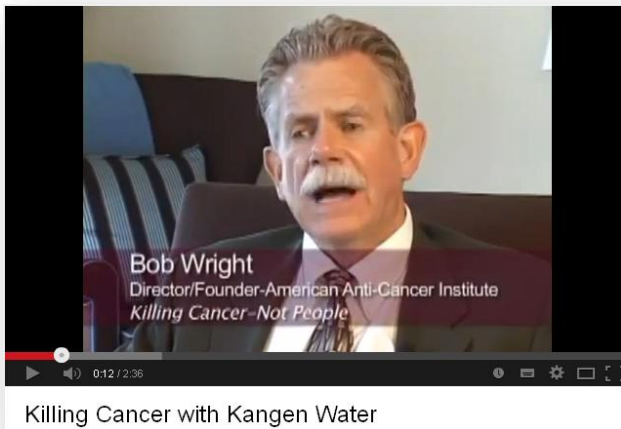 Bob Wright
Director/Founder-American Anti-Cancer Institute
Killing Cancer-Not People
0:12 / 2:36
Killing Cancer with Kangen Water